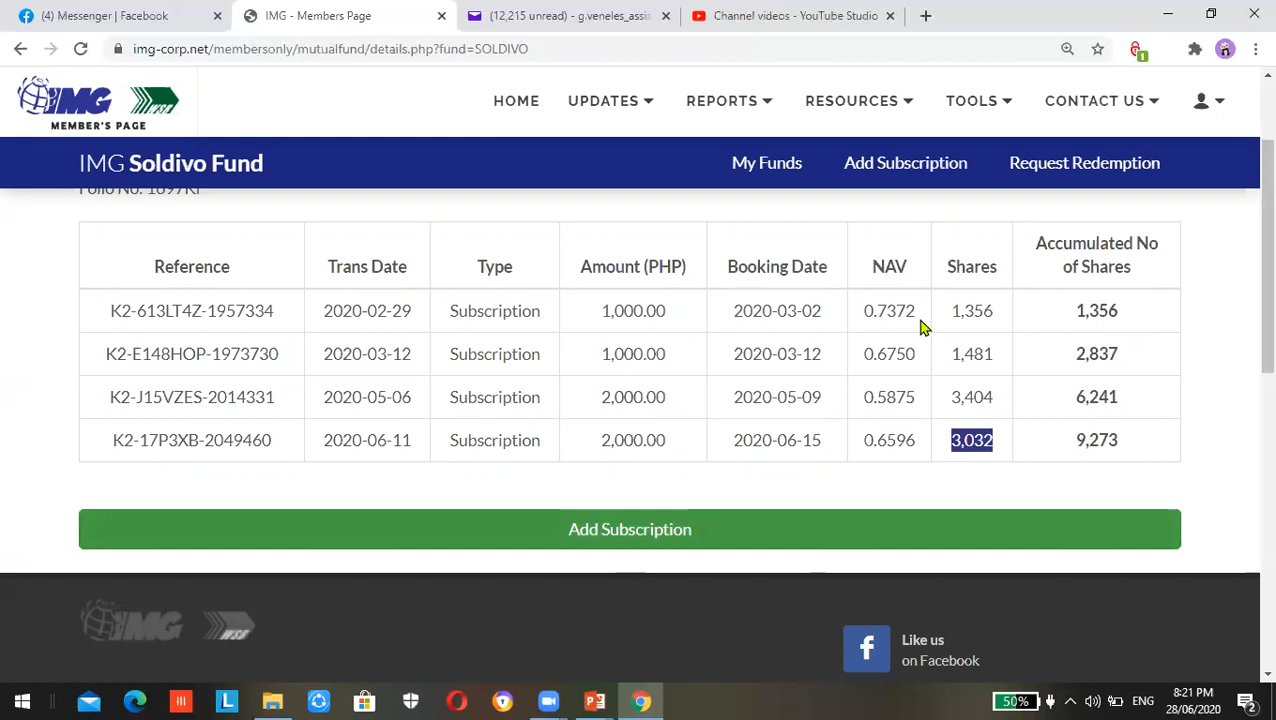 (4) Messenger | Facebook
IMG - Members Page
(12,215 unread) - g.veneles_assis
Channel videos - YouTube Studio
img-corp.net/membersonly/mutualfund/details.php?fund=SOLDIVO
1
IMG
MEMBER'S PAGE
HOME
UPDATES
REPORTS
RESOURCES
TOOLS
CONTACT US
IMG Soldivo Fund
My Funds
Add Subscription
Request Redemption
Folio No: 1697KI
Reference Trans Date Type Amount (PHP) Booking Date NAV Shares Accumulated No of Shares
K2-613LT4Z-1957334 2020-02-29 Subscription 1,000.00 2020-03-02 0.7372 1,356 1,356
K2-E148HOP-1973730 2020-03-12 Subscription 1,000.00 2020-03-12 0.6750 1,481 2,837
K2-J15VZES-2014331 2020-05-06 Subscription 2,000.00 2020-05-09 0.5875 3,404 6,241
K2-17P3XB-2049460 2020-06-11 Subscription 2,000.00 2020-06-15 0.6596 3,032 9,273
Add Subscription
IMG
Like us
on Facebook
50%
ENG
8:21 PM
28/06/2020
2